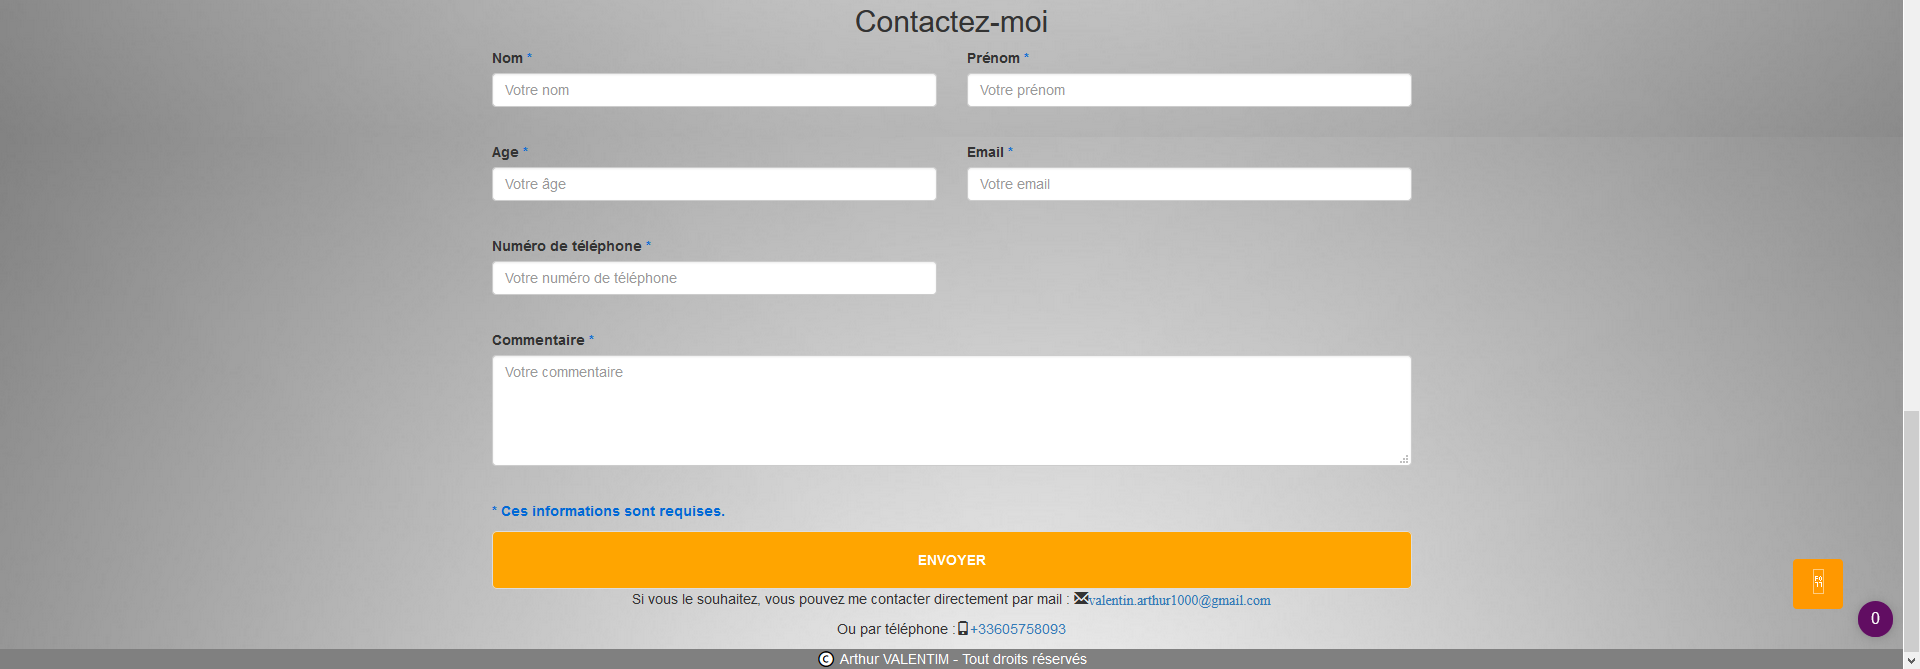 Contactez-moi
Nom * Prénom *
Votre nom Votre prénom
Age * Email *
Votre âge Votre email
Numéro de téléphone *
Votre numéro de téléphone
Commentaire *
Votre commentaire
* Ces informations sont requises.
ENVOYER
Si vous le souhaitez, vous pouvez me contacter directement par mail : valentin.arthur1000@gmail.com
0
Ou par téléphone : +33605758093
© Arthur VALENTIM - Tout droits réservés